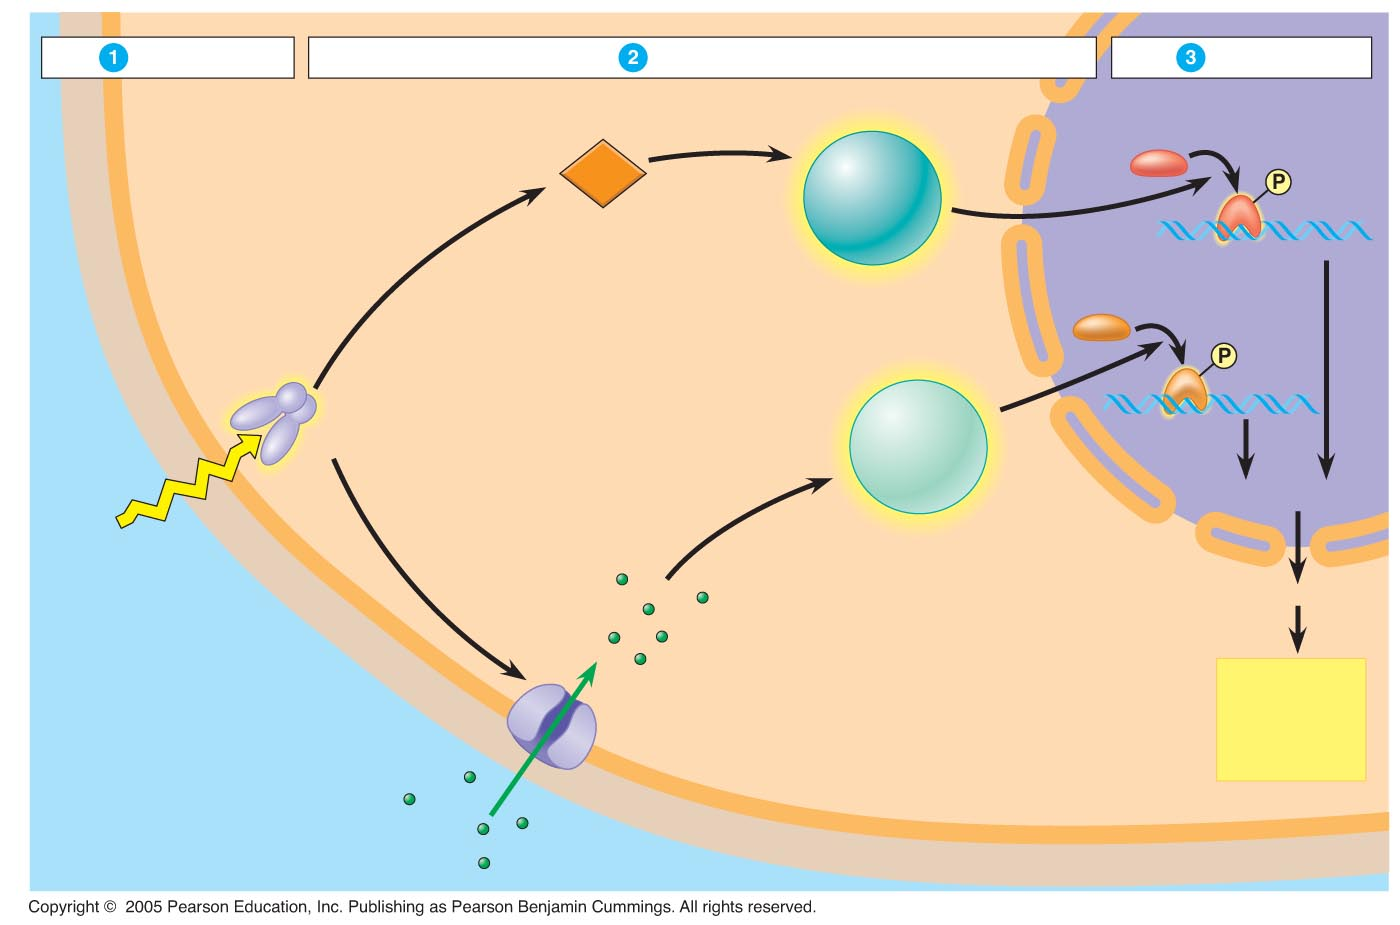 1
2
3
P
P
Copyright © 2005 Pearson Education, Inc. Publishing as Pearson Benjamin Cummings. All rights reserved.